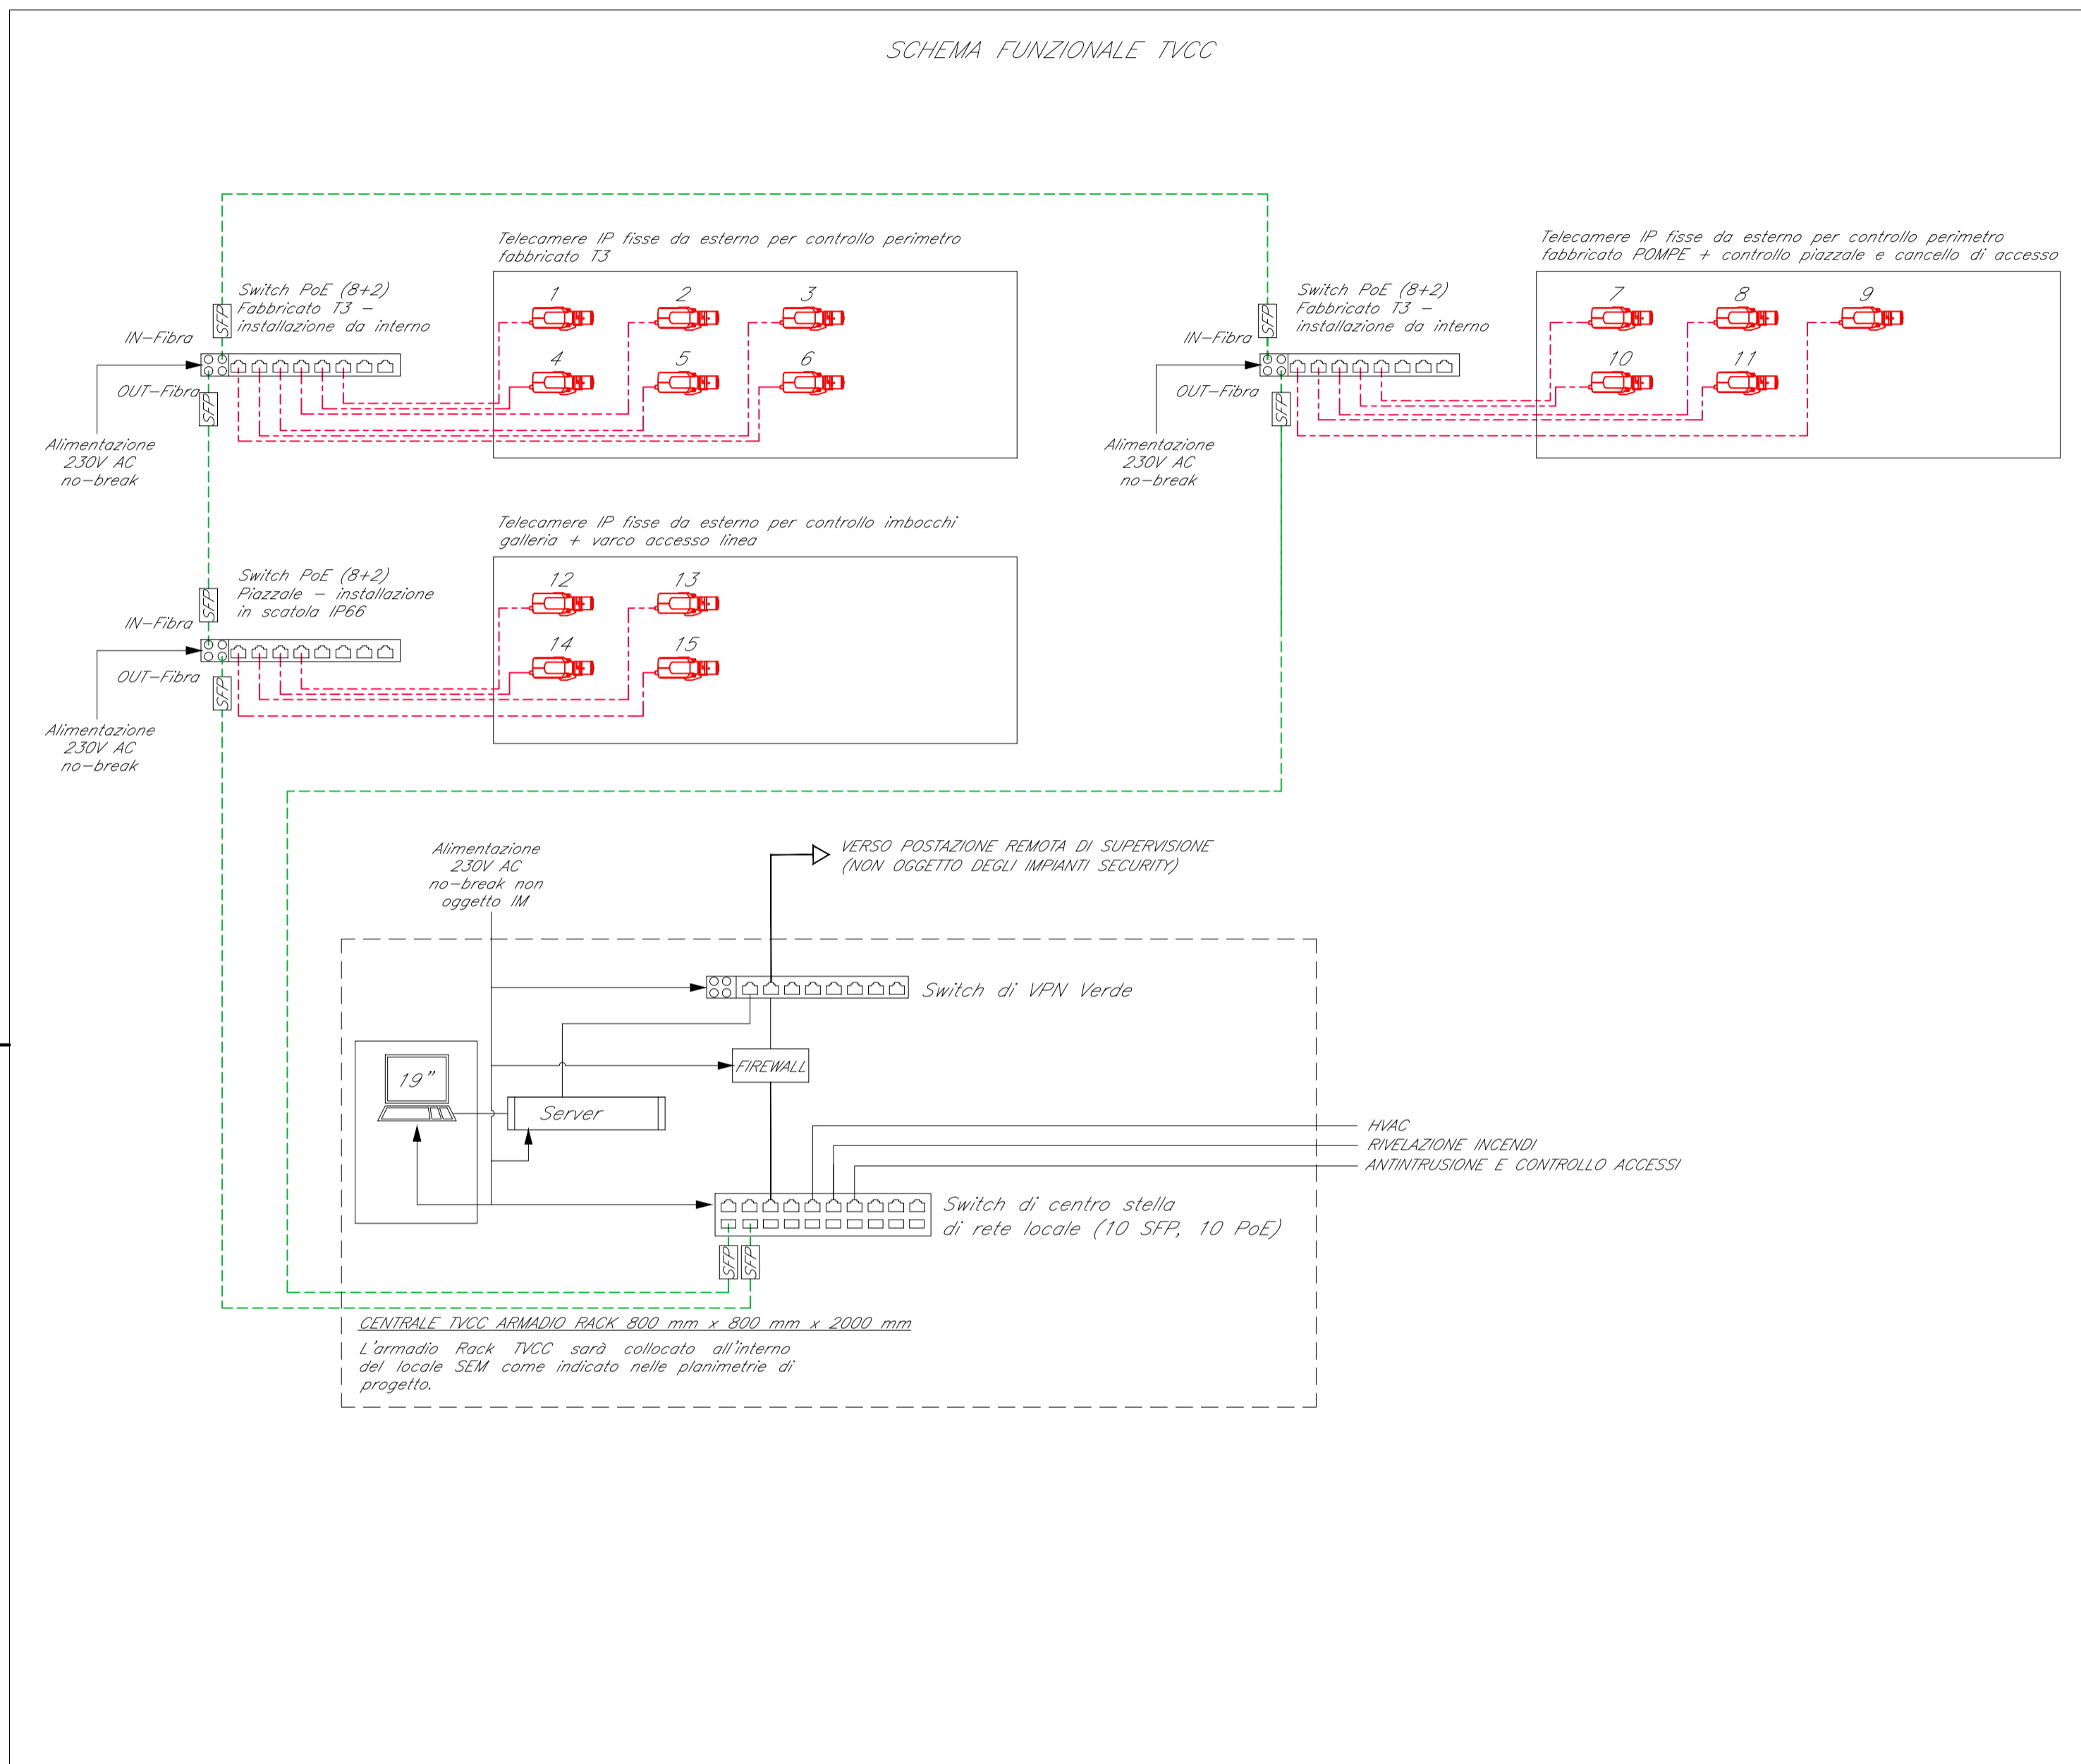 SCHEMA FUNZIONALE TVCC
Telecamere IP fisse da esterno per controllo perimetro
fabbricato T3
Switch PoE (8+2)
Fabbricato T3 –
installazione da interno
SFP
IN-Fibra
OUT-Fibra
SFP
Alimentazione
230V AC
no-break
1
2
3
4
5
6
Telecamere IP fisse da esterno per controllo perimetro
fabbricato POMPE + controllo piazzale e cancello di accesso
Switch PoE (8+2)
Fabbricato T3 –
installazione da interno
SFP
IN-Fibra
OUT-Fibra
SFP
Alimentazione
230V AC
no-break
7
8
9
10
11
Telecamere IP fisse da esterno per controllo imbocchi
galleria + varco accesso linea
Switch PoE (8+2)
Piazzale – installazione
in scatola IP66
SFP
IN-Fibra
OUT-Fibra
SFP
Alimentazione
230V AC
no-break
12
13
14
15
Alimentazione
230V AC
no-break non
oggetto IM
VERSO POSTAZIONE REMOTA DI SUPERVISIONE
(NON OGGETTO DEGLI IMPIANTI SECURITY)
Switch di VPN Verde
FIREWALL
19"
Server
HVAC
RIVELAZIONE INCENDI
ANTINTRUSIONE E CONTROLLO ACCESSI
Switch di centro stella
di rete locale (10 SFP, 10 PoE)
SFP
SFP
CENTRALE TVCC ARMADIO RACK 800 mm x 800 mm x 2000 mm
L'armadio Rack TVCC sarà collocato all'interno
del locale SEM come indicato nelle planimetrie di
progetto.